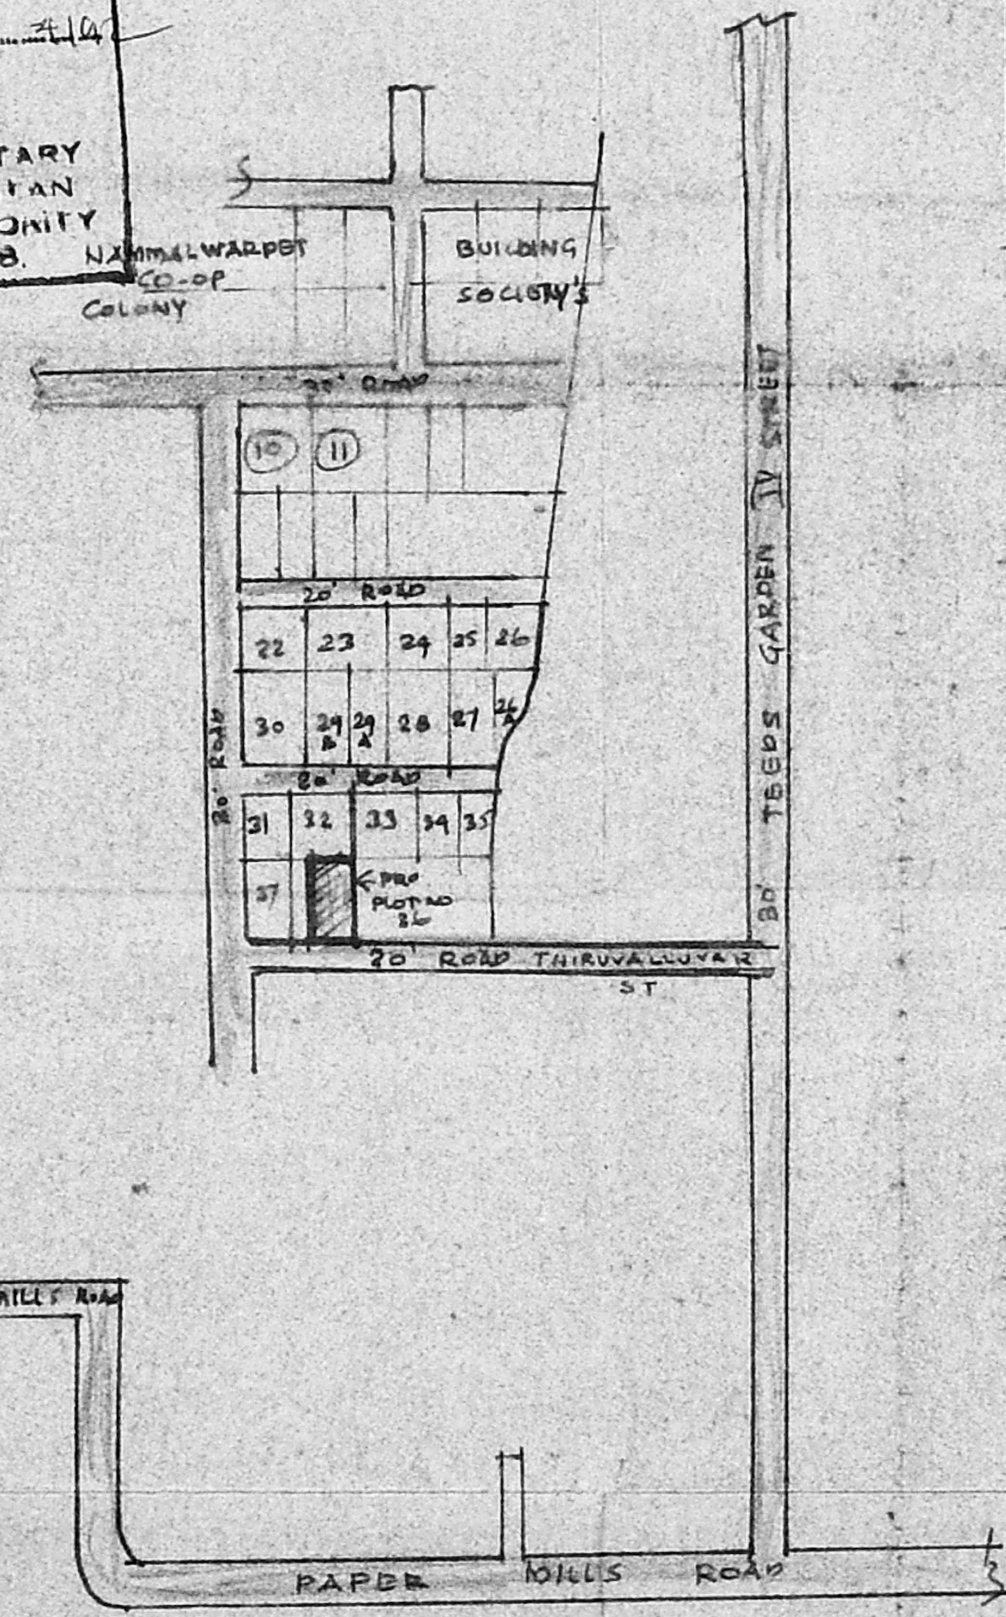 TARY
TAN
ORITY
8.
NAMMALWARPET
CO-OP
COLONY
BUILDING
SOCIETY'S
ROAD
10 11
20' ROAD
22 23 24 25 26
30 29 B 29 A 28 27 26 A
20' ROAD
31 32 33 34 35
37
PRO
PLOT NO
36
20' ROAD THIRUVALLUVAR
ST
30' ROAD
30' TEEDS GARDEN IV STREET
MILLS ROAD
PAPER MILLS ROAD